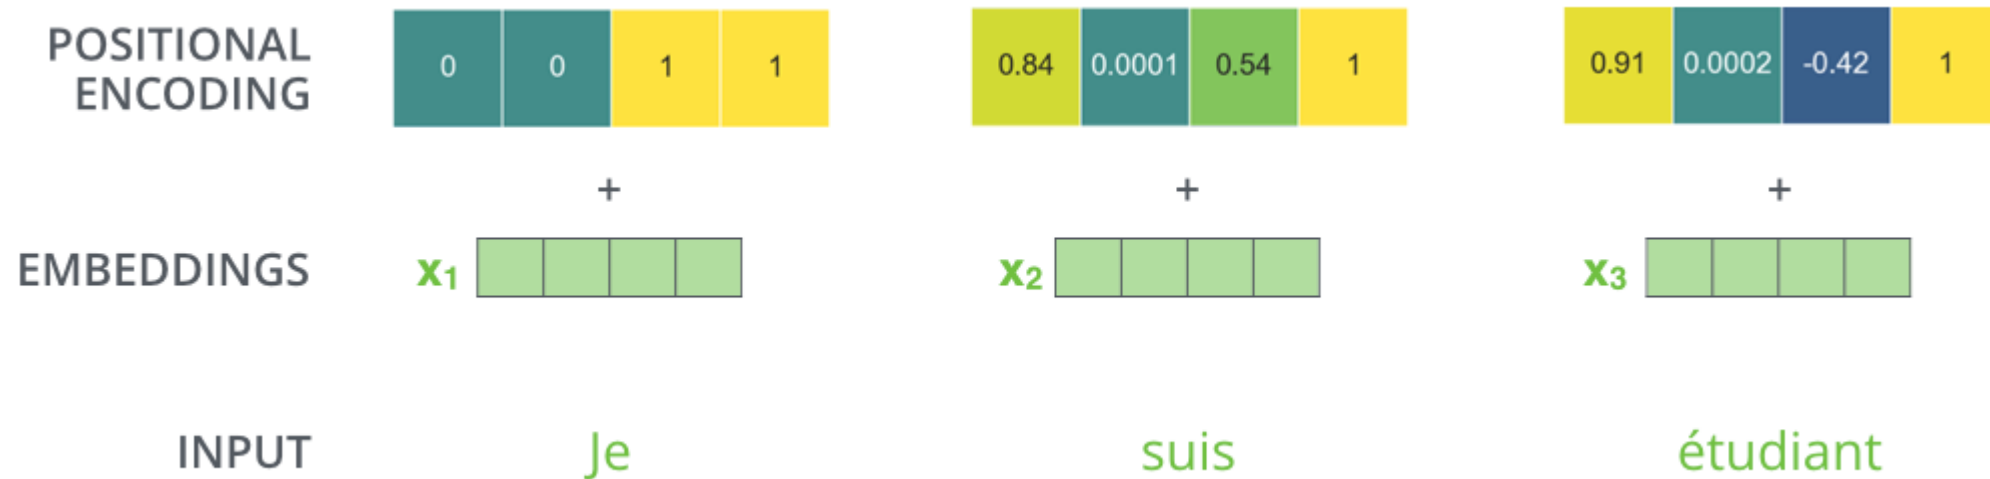 POSITIONAL
ENCODING
0 0 1 1
0.84 0.0001 0.54 1
0.91 0.0002 -0.42 1
+ + +
EMBEDDINGS
x1
x2
x3
INPUT
Je
suis
étudiant